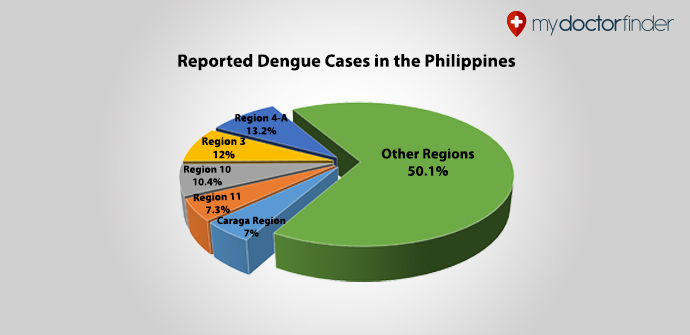 mydoctorfinder
Reported Dengue Cases in the Philippines
Region 4-A
13.2%
Region 3
12%
Region 10
10.4%
Region 11
7.3%
Caraga Region
7%
Other Regions
50.1%